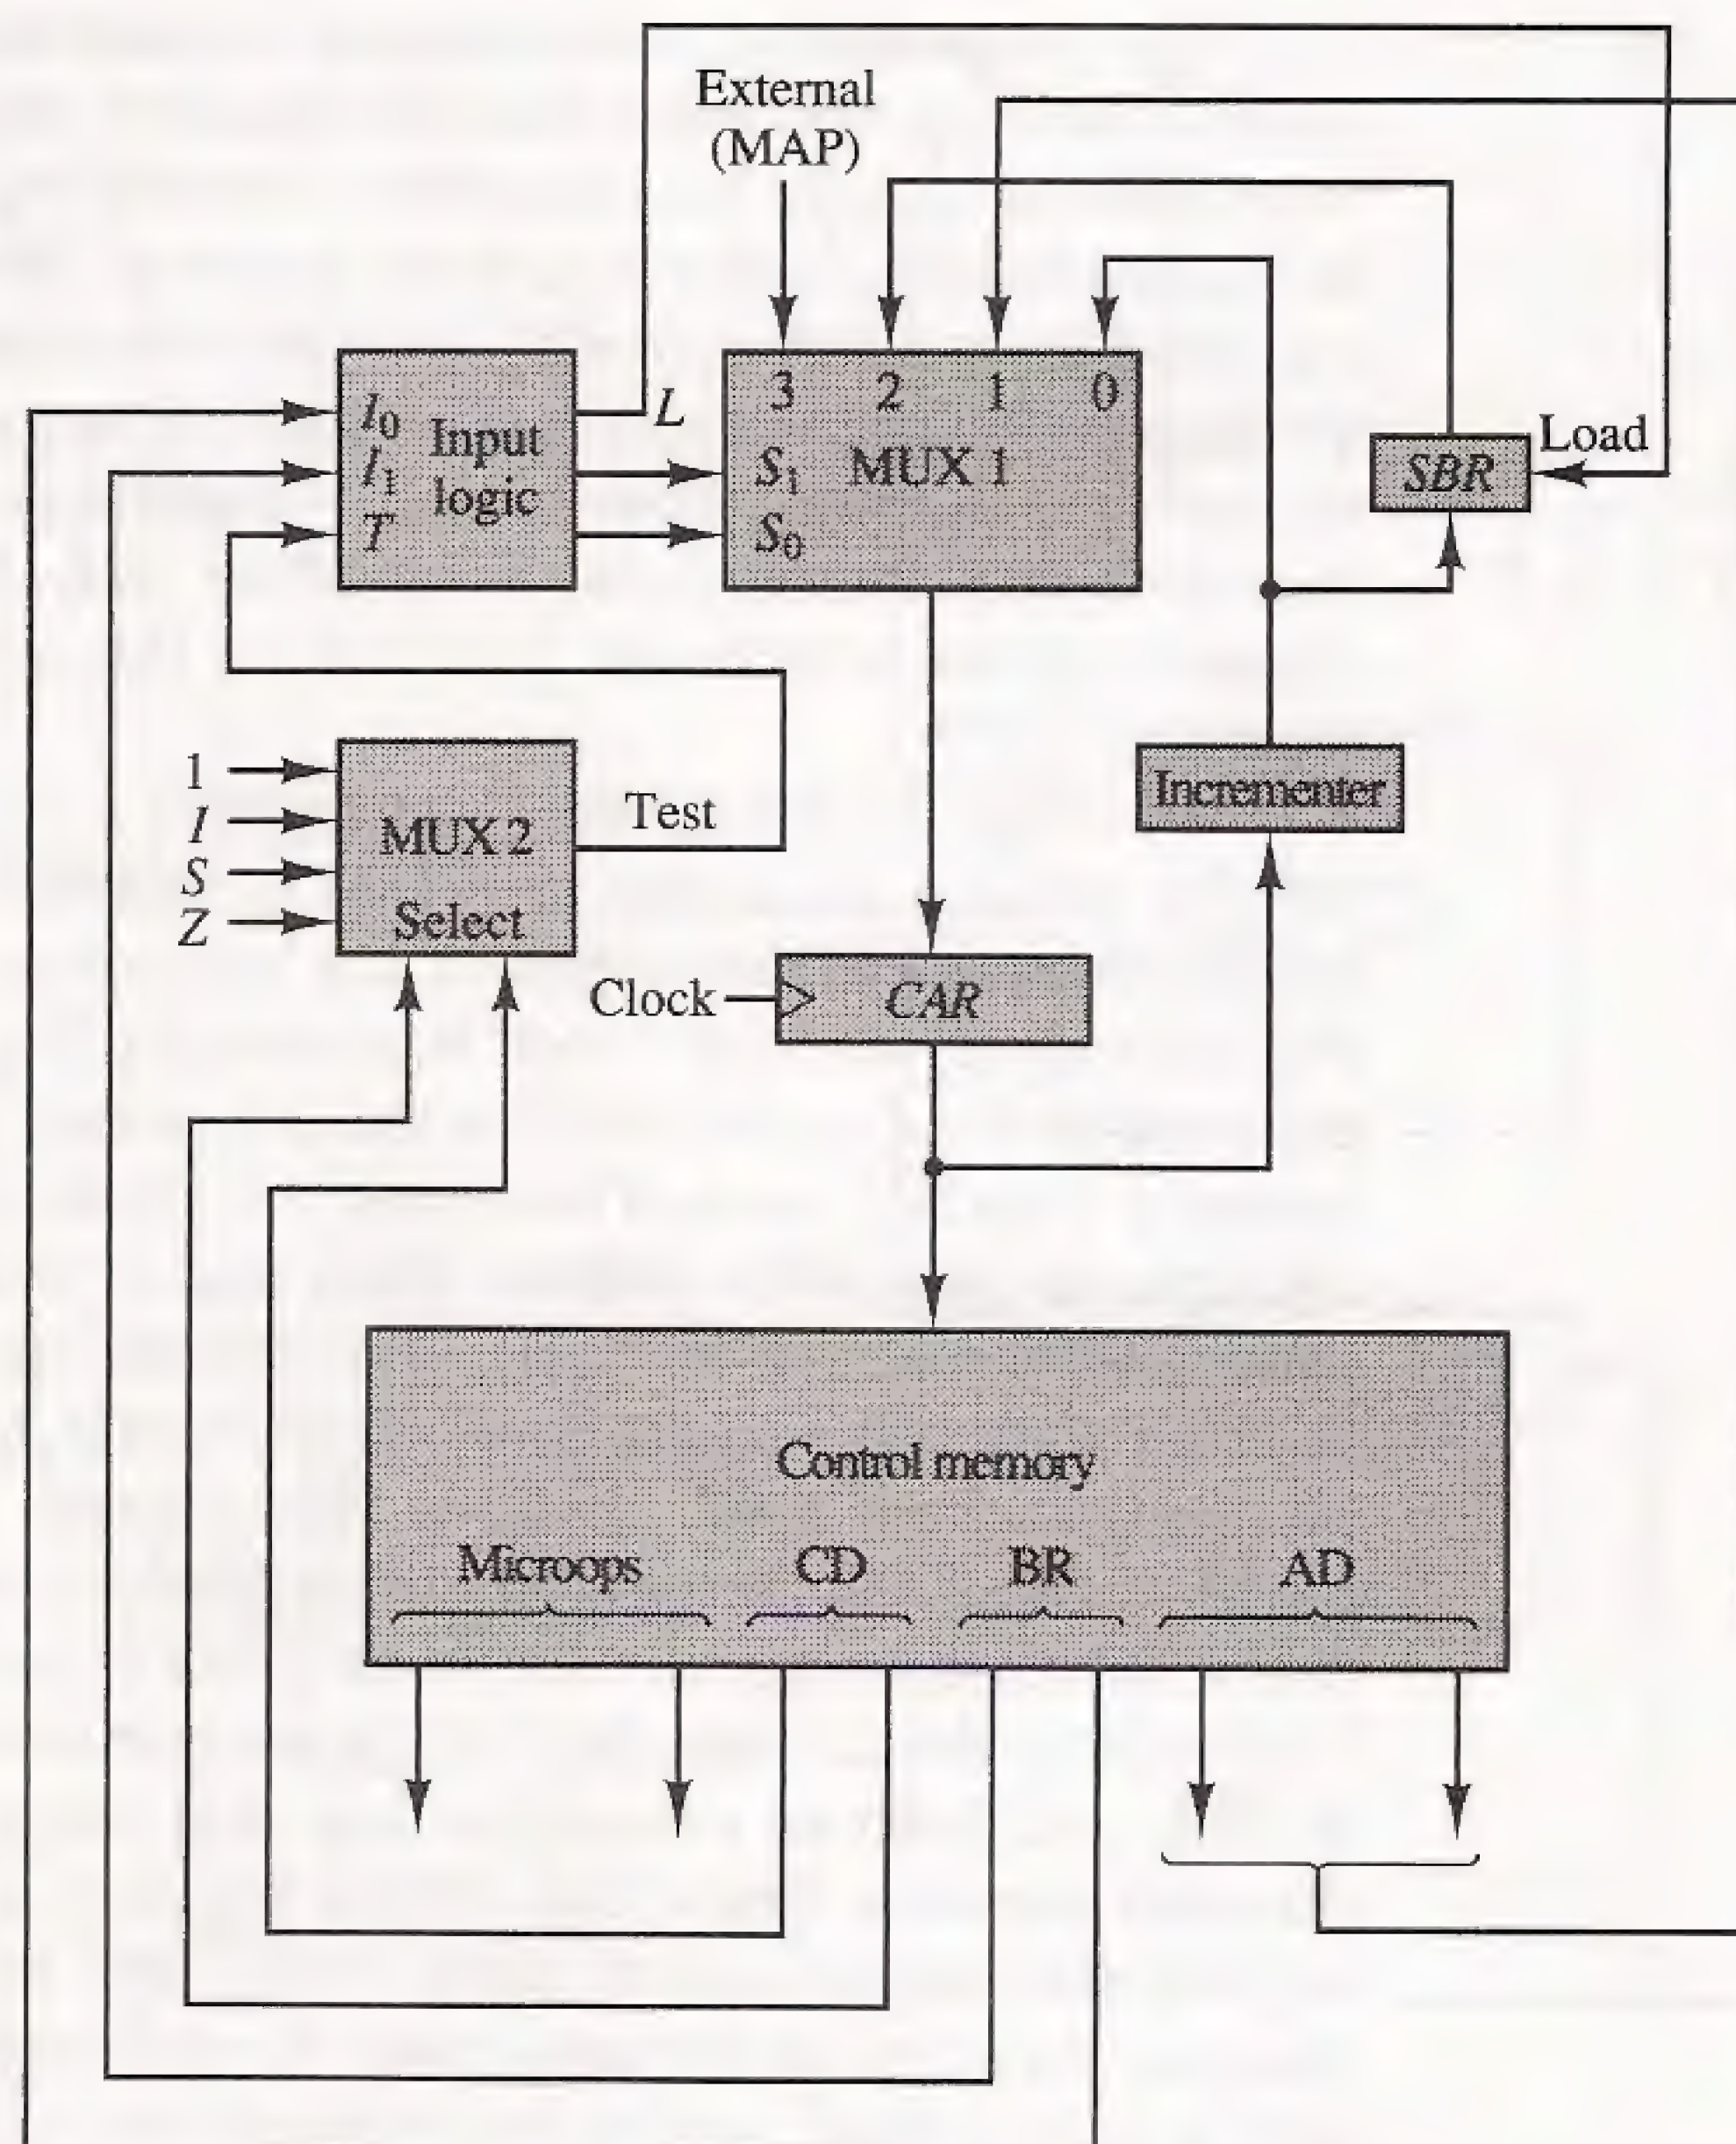 External
(MAP)
3 2 1 0
L
Load
I0
Input
S1 MUX 1
SBR
I1
logic
T
S0
1
Test
Incrementer
I
MUX 2
S
Z
Select
Clock
CAR
Control memory
Microops CD BR AD